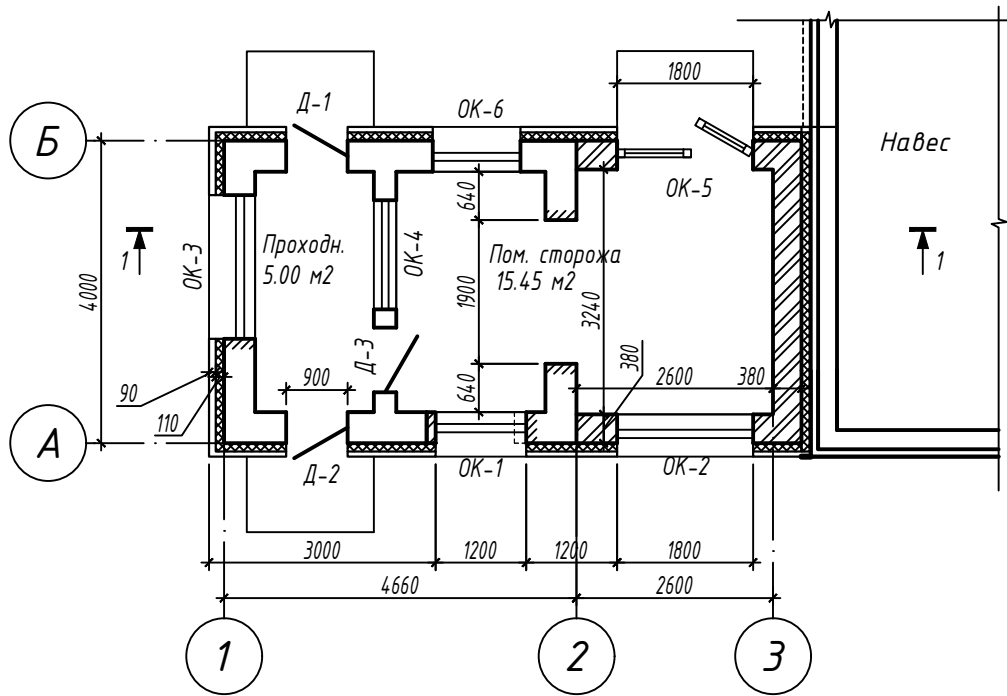 1800
Д-1
ОК-6
Б
Навес
ОК-5
640
1
ОК-3
Проходн.
5.00 м2
ОК-4
Пом. сторожа
15.45 м2
1
4000
1900
3240
Д-3
380
900
640
2600
380
90
110
А
Д-2
ОК-1
ОК-2
3000
1200
1200
1800
4660
2600
1
2
3